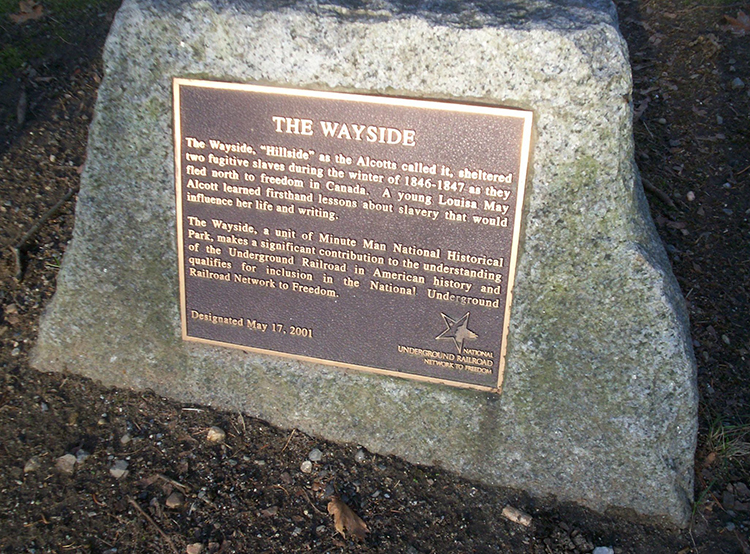 THE WAYSIDE
The Wayside, "Hillside" as the Alcotts called it, sheltered
two fugitive slaves during the winter of 1846-1847 as they
fled north to freedom in Canada. A young Louisa May
Alcott learned firsthand lessons about slavery that would
influence her life and writing.
The Wayside, a unit of Minute Man National Historical
Park, makes a significant contribution to the understanding
of the Underground Railroad in American history and
qualifies for inclusion in the National Underground
Railroad Network to Freedom.
Designated May 17, 2001
NATIONAL
UNDERGROUND RAILROAD
NETWORK TO FREEDOM